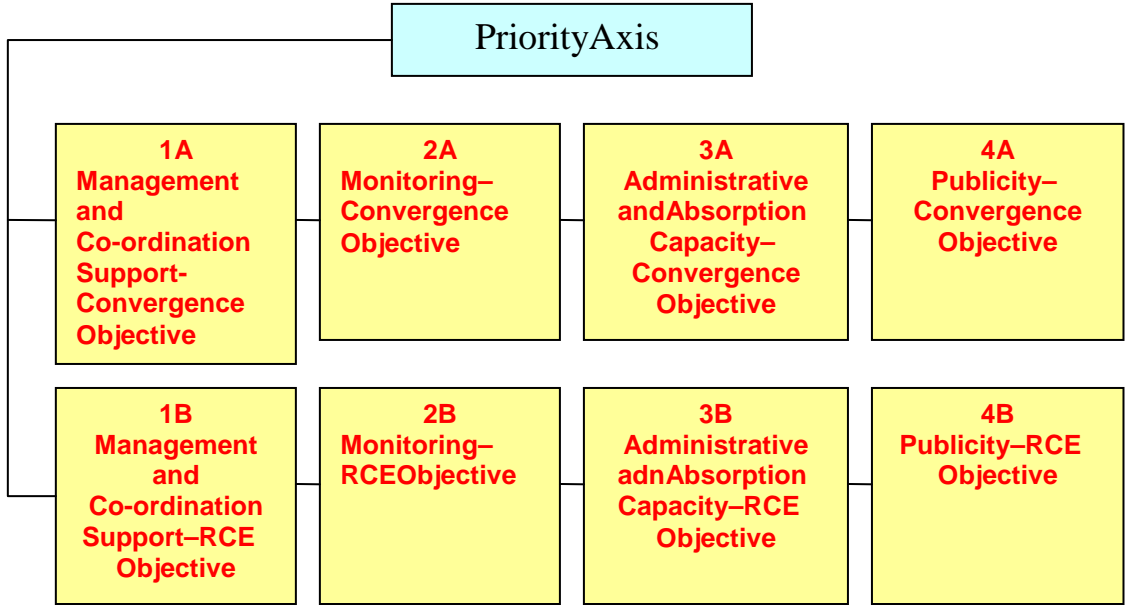 PriorityAxis
1A
Management
and
Co-ordination
Support-
Convergence
Objective
2A
Monitoring–
Convergence
Objective
3A
Administrative
andAbsorption
Capacity–
Convergence
Objective
4A
Publicity–
Convergence
Objective
1B
Management
and
Co-ordination
Support–RCE
Objective
2B
Monitoring–
RCEObjective
3B
Administrative
adnAbsorption
Capacity–RCE
Objective
4B
Publicity–RCE
Objective